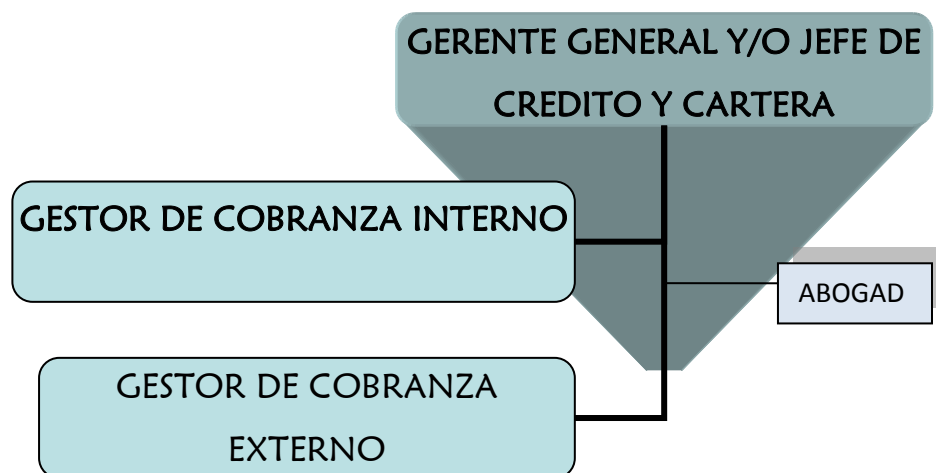 GERENTE GENERAL Y/O JEFE DE
CREDITO Y CARTERA
GESTOR DE COBRANZA INTERNO
ABOGAD
GESTOR DE COBRANZA
EXTERNO